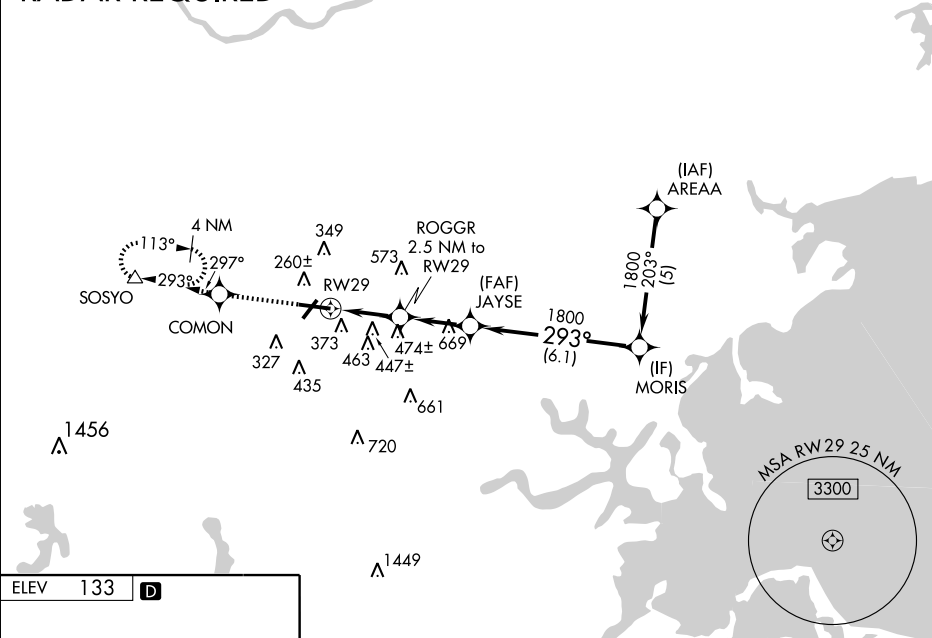 RADAR REQUIRED
(IAF)
AREAA
1800
203°
(5)
4 NM
113°
349
ROGGR
2.5 NM to
RW29
573
260±
RW29
(FAF)
JAYSE
297°
293°
SOSYO
COMON
1800
293°
(6.1)
(IF)
MORIS
373
474±
669
327
463
447±
435
661
1456
720
MSA RW29 25 NM
3300
1449
ELEV 133 D